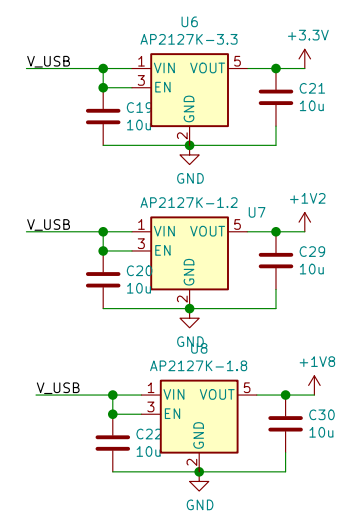 U6
AP2127K-3.3
+3.3V
V_USB
1 VIN VOUT 5
3 EN
C19
10u
GND
2
C21
10u
GND
AP2127K-1.2
U7
+1V2
V_USB
1 VIN VOUT 5
3 EN
C20
10u
GND
2
C29
10u
GND
U8
AP2127K-1.8
+1V8
V_USB
1 VIN VOUT 5
3 EN
C22
10u
GND
2
C30
10u
GND